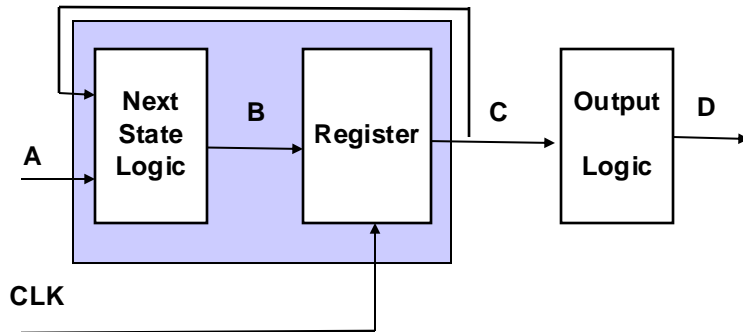 A
Next
State
Logic
B
Register
C
Output
Logic
D
CLK